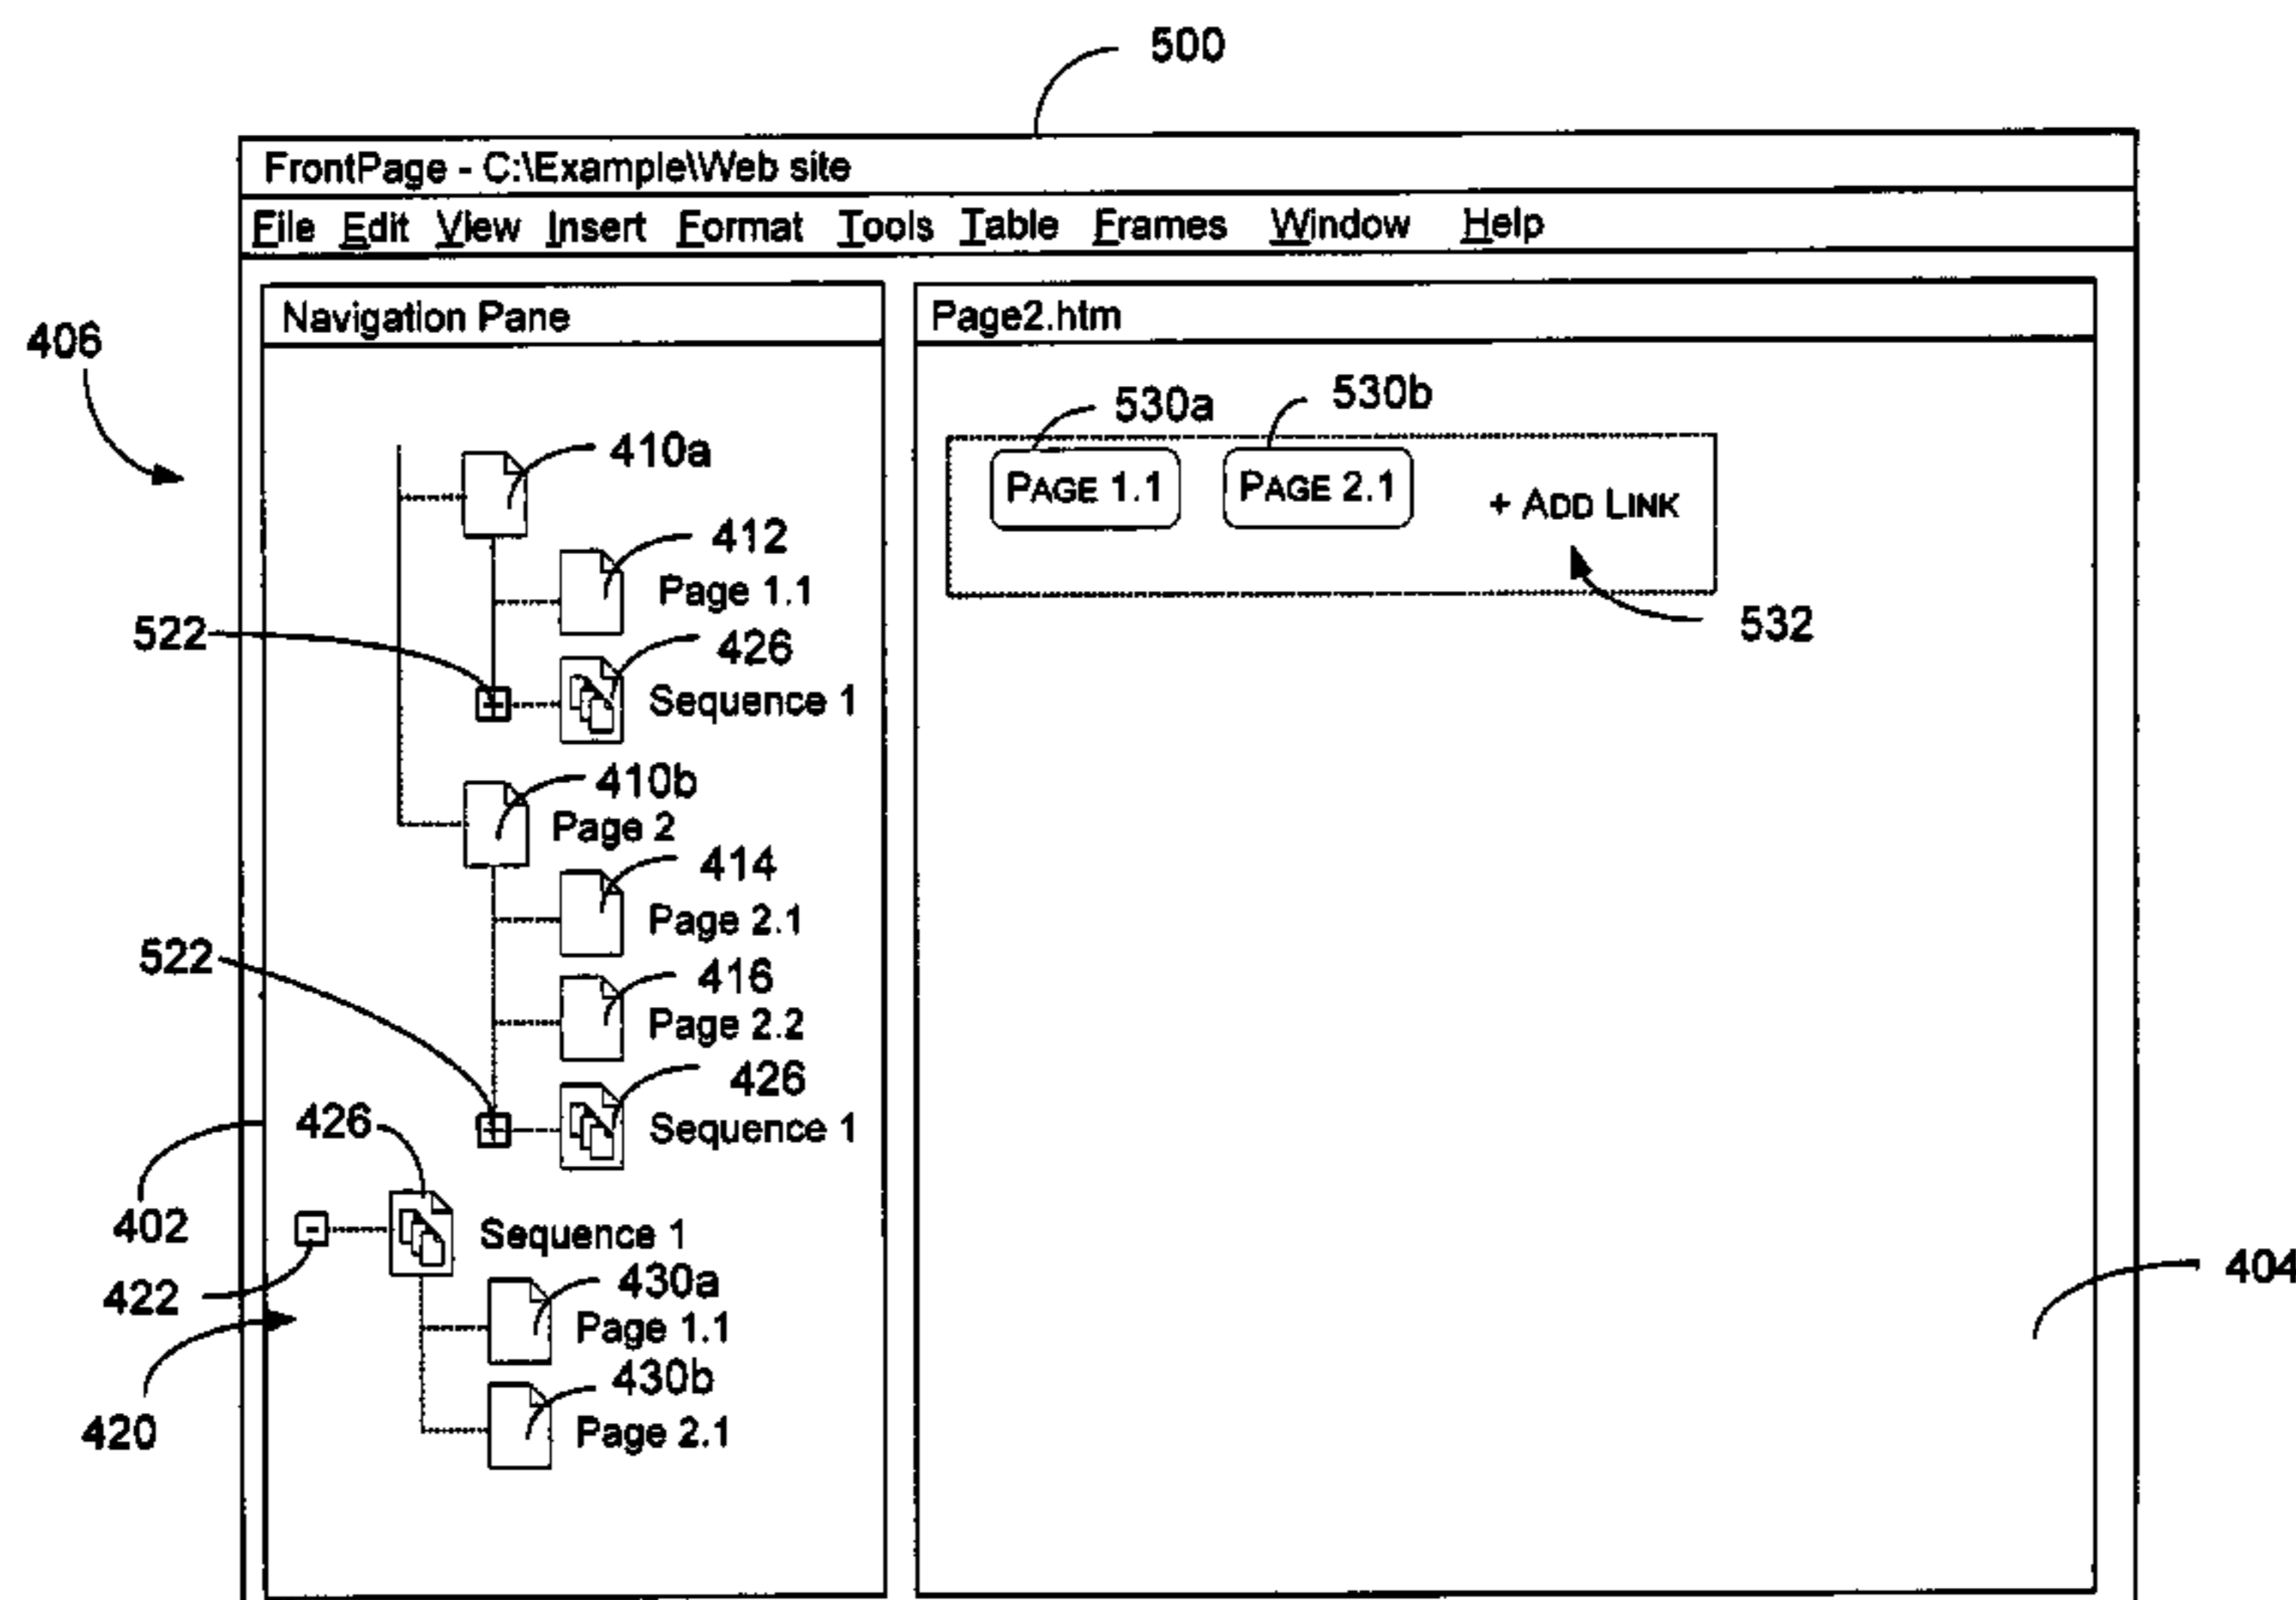 500
FrontPage - C:\Example\Web site
File Edit View Insert Format Tools Table Frames Window Help
Navigation Pane
Page2.htm
406
530a
530b
410a
PAGE 1.1
PAGE 2.1
+ ADD LINK
412
Page 1.1
532
522
426
Sequence 1
410b
Page 2
414
Page 2.1
522
416
Page 2.2
426
426
Sequence 1
402
Sequence 1
404
422
430a
Page 1.1
430b
420
Page 2.1